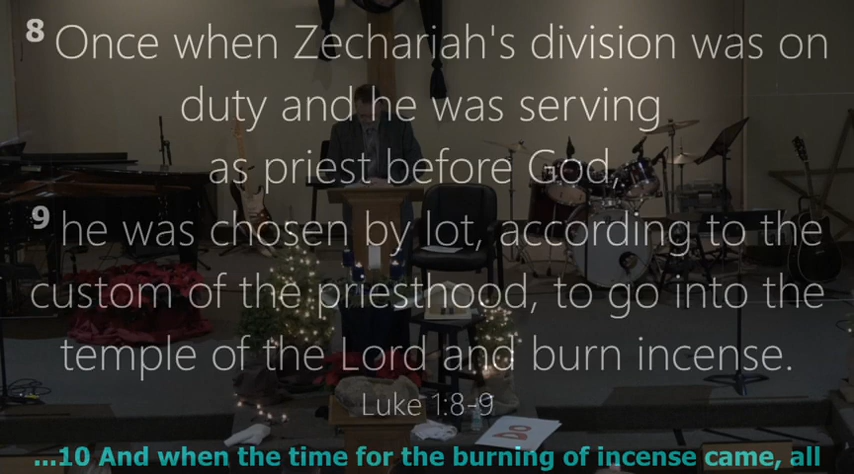 8 Once when Zechariah's division was on
duty and he was serving
as priest before God,
9 he was chosen by lot, according to the
custom of the priesthood, to go into the
temple of the Lord and burn incense.
Luke 1:8-9
DO
...10 And when the time for the burning of incense came, all